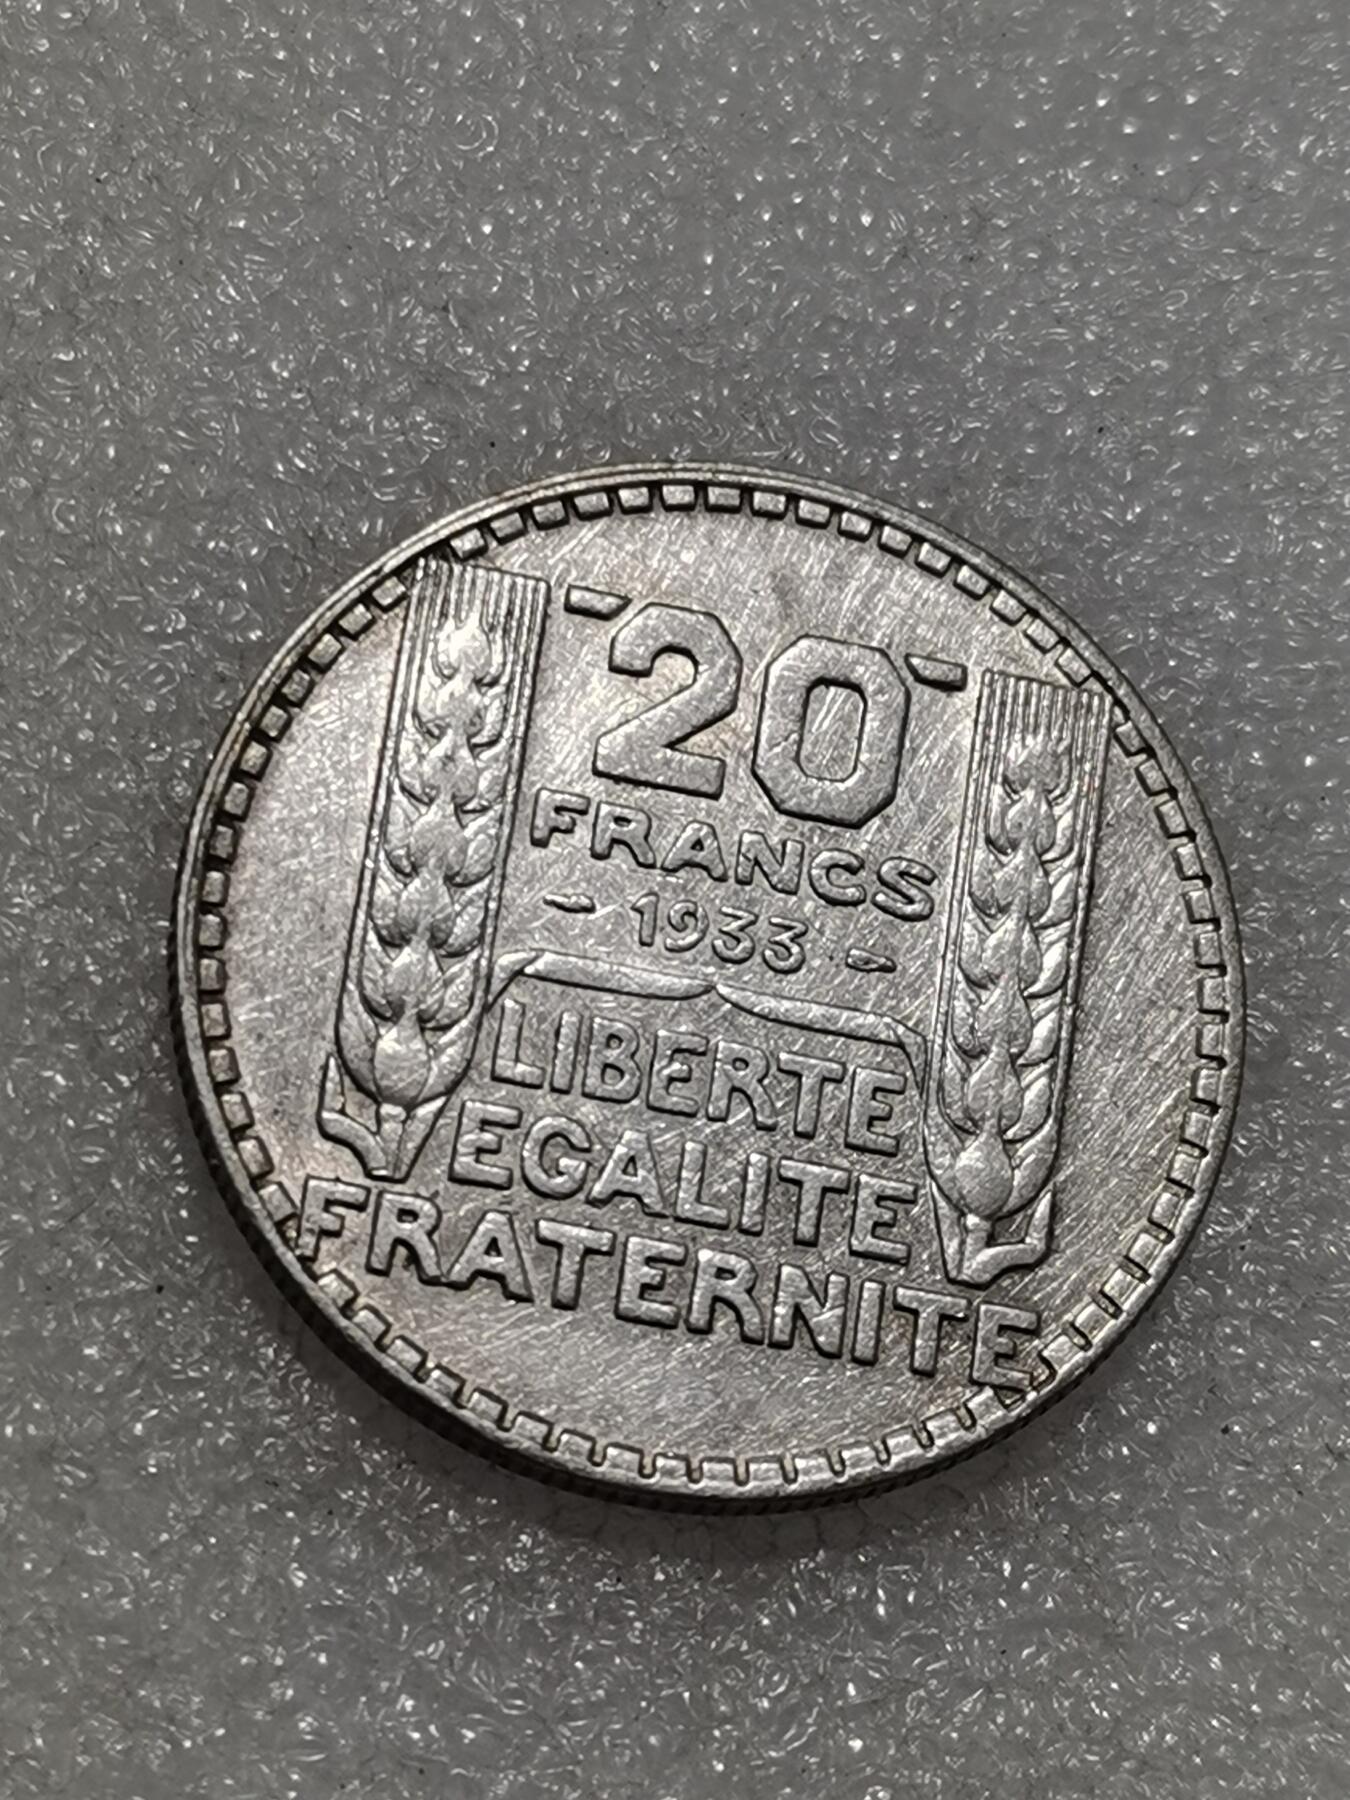 20
FRANCS
- 1933 -
LIBERTE
EGALITE
FRATERNITE